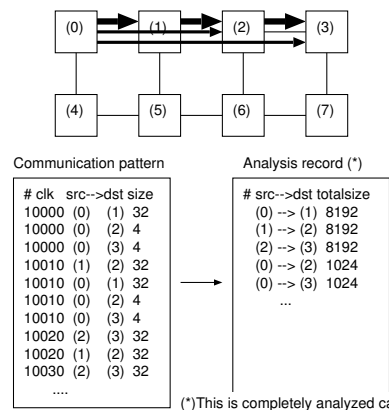 (0) (1) (2) (3)
(4) (5) (6) (7)
Communication pattern
# clk src-->dst size
10000 (0) (1) 32
10000 (0) (2) 4
10000 (0) (3) 4
10010 (1) (2) 32
10010 (0) (1) 32
10010 (0) (2) 4
10010 (0) (3) 4
10020 (2) (3) 32
10020 (1) (2) 32
10030 (2) (3) 32
....
Analysis record (*)
# src-->dst totalsize
(0) --> (1) 8192
(1) --> (2) 8192
(2) --> (3) 8192
(0) --> (2) 1024
(0) --> (3) 1024
...
(*)This is completely analyzed ca